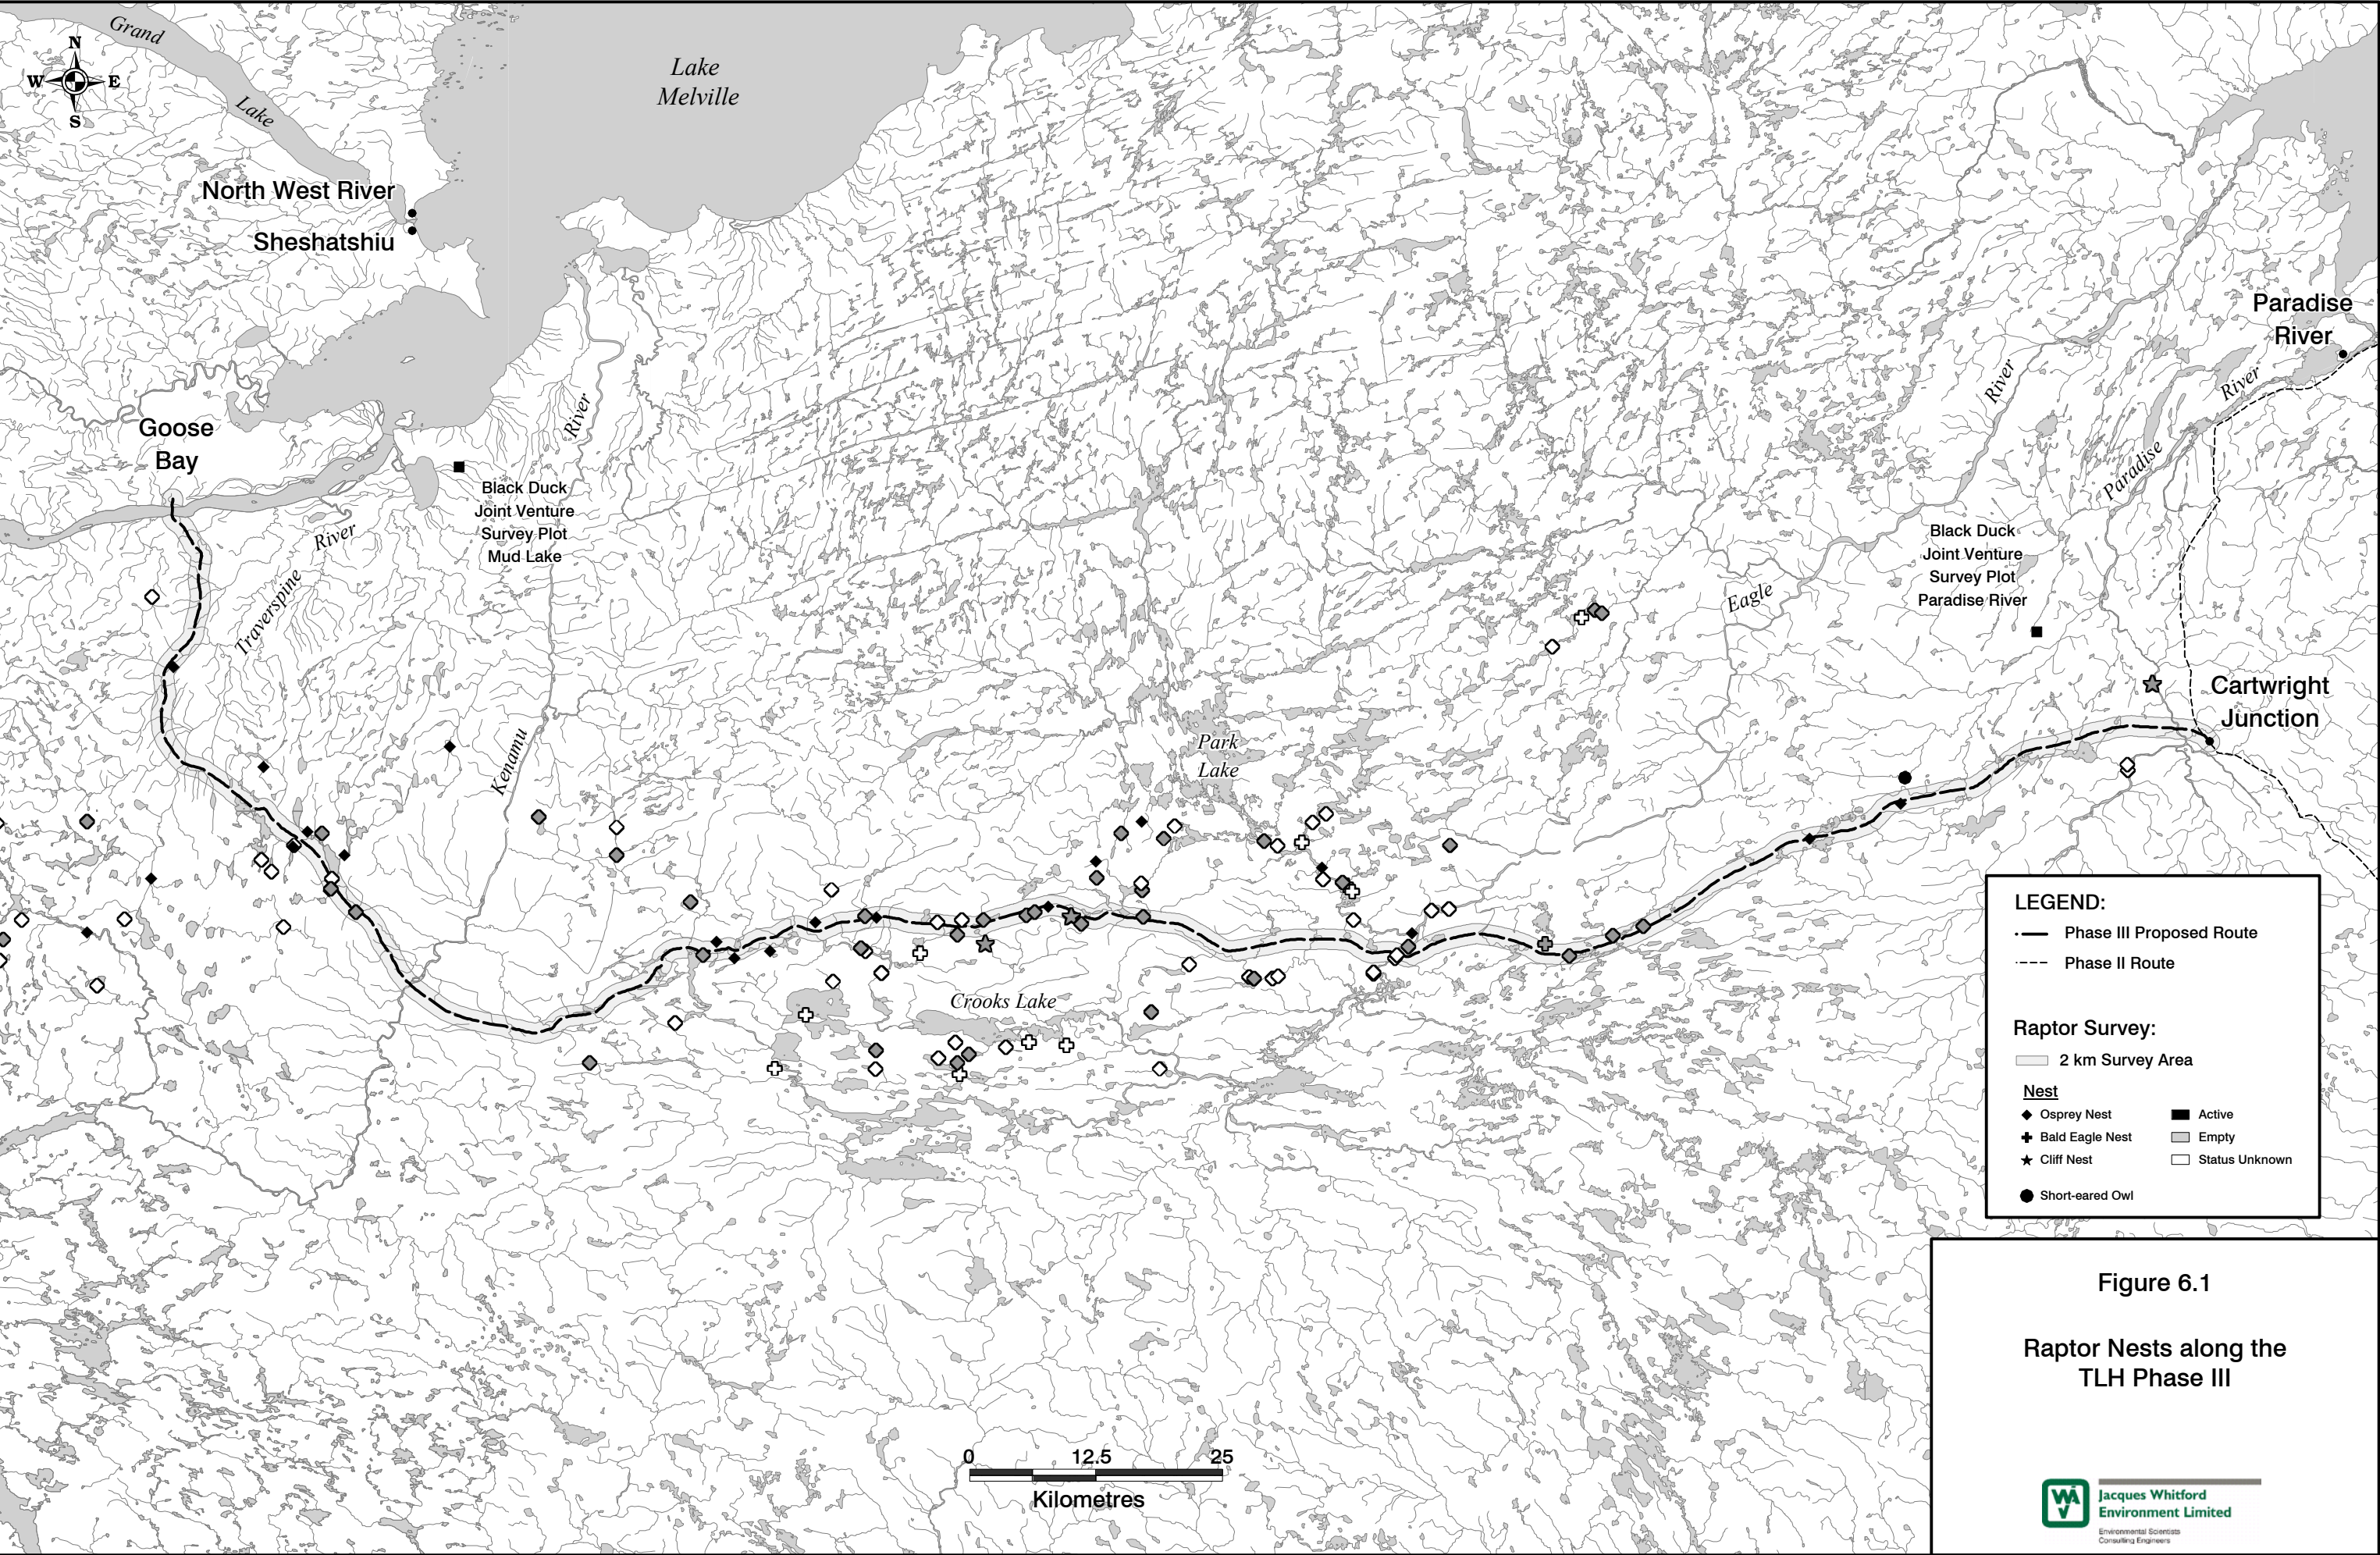 Grand
Lake
N
W
E
S
Lake
Melville
North West River
Sheshatshiu
Paradise
River
Goose
Bay
River
River
River
Paradise
Black Duck
Joint Venture
Survey Plot
Mud Lake
River
Traverspine
Black Duck
Joint Venture
Survey Plot
Paradise River
Eagle
Cartwright
Junction
Kenamu
Park
Lake
Crooks Lake
LEGEND:
Phase III Proposed Route
Phase II Route
Raptor Survey:
2 km Survey Area
Nest
Osprey Nest
Active
Bald Eagle Nest
Empty
Cliff Nest
Status Unknown
Short-eared Owl
Figure 6.1
Raptor Nests along the
TLH Phase III
0 12.5 25
Kilometres
Jacques Whitford
Environment Limited
Environmental Scientists
Consulting Engineers